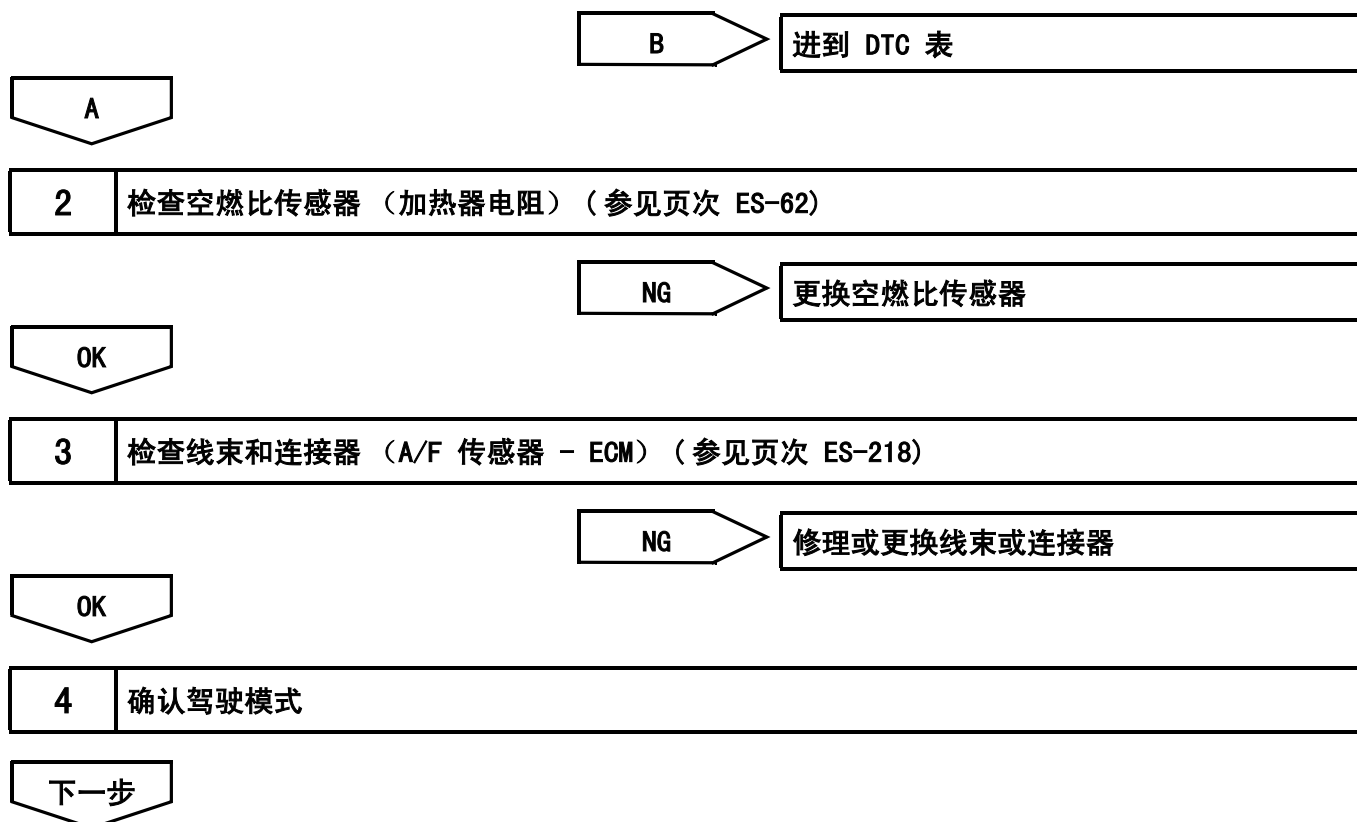 B 进到 DTC 表
A
2 检查空燃比传感器 （加热器电阻）( 参见页次 ES-62)
NG 更换空燃比传感器
OK
3 检查线束和连接器 （A/F 传感器 - ECM）( 参见页次 ES-218)
NG 修理或更换线束或连接器
OK
4 确认驾驶模式
下一步